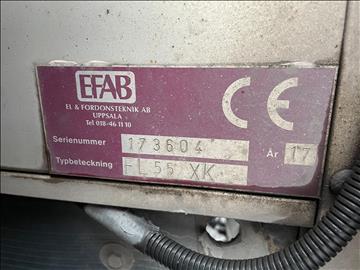 EFAB
EL & FORDONSTEKNIK AB
UPPSALA
Tel 018-46 11 10
CE
Serienummer 173604 År 17
Typbeteckning FL 55 XK